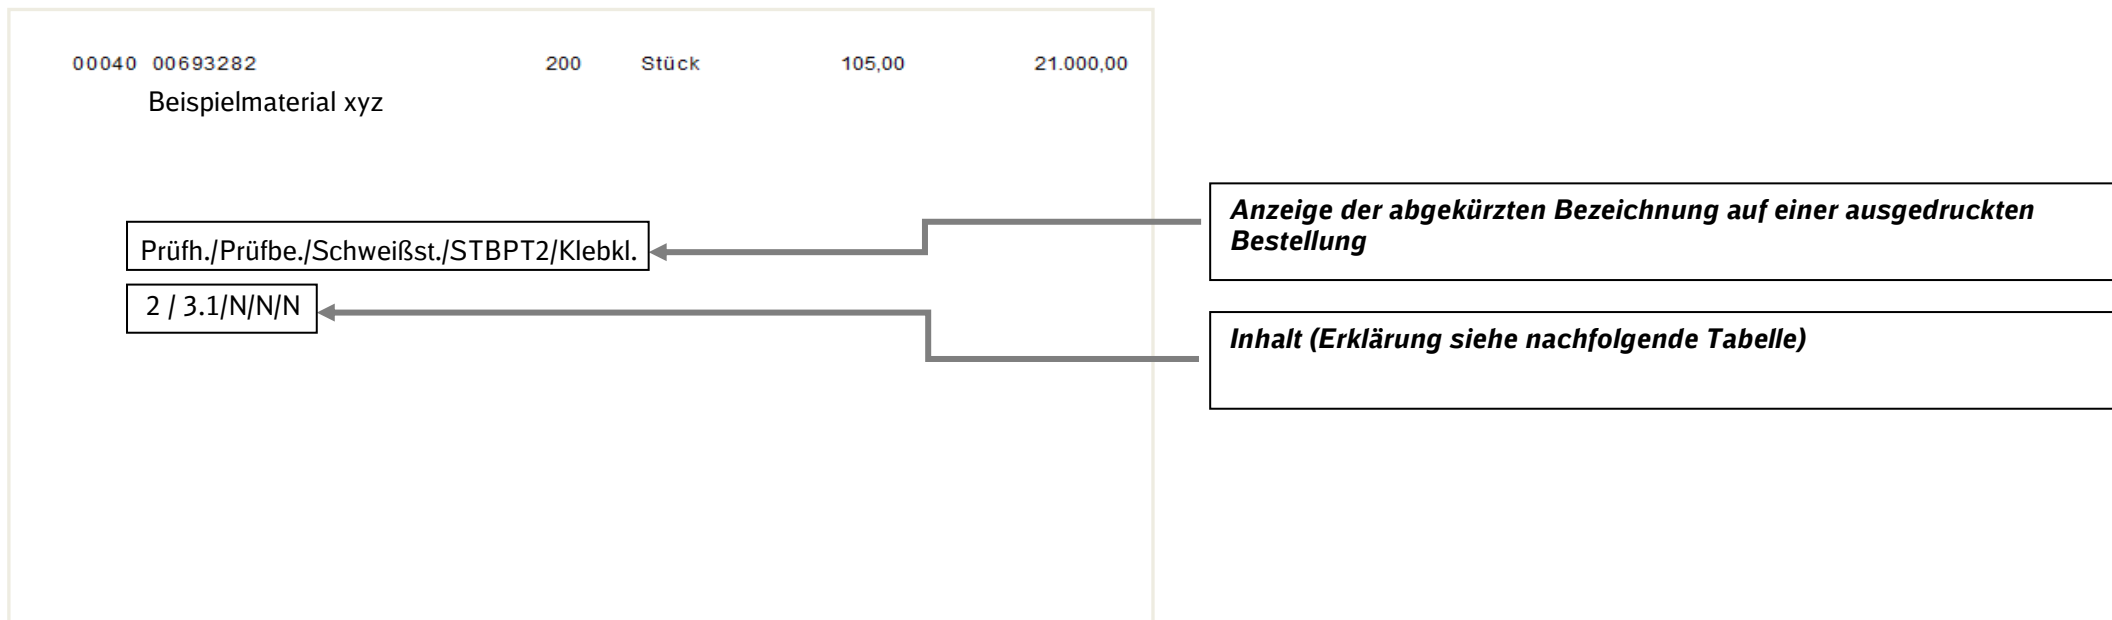 00040 00693282 200 Stück 105,00 21.000,00
Beispielmaterial xyz
Anzeige der abgekürzten Bezeichnung auf einer ausgedruckten
Bestellung
Prüfh./Prüfbe./Schweißst./STBPT2/Klebkl.
2 / 3.1/N/N/N
Inhalt (Erklärung siehe nachfolgende Tabelle)